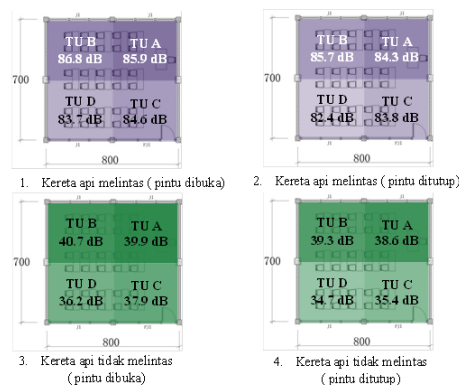 TU B TU A
86.8 dB 85.9 dB
TU D TU C
83.7 dB 84.6 dB
700
800
1. Kereta api melintas ( pintu dibuka)
TU B TU A
85.7 dB 84.3 dB
TU D TU C
82.4 dB 83.8 dB
800
2. Kereta api melintas ( pintu ditutup)
TU B TU A
40.7 dB 39.9 dB
TU D TU C
36.2 dB 37.9 dB
700
800
3. Kereta api tidak melintas
( pintu dibuka)
TU B TU A
39.3 dB 38.6 dB
TU D TU C
34.7 dB 35.4 dB
700
800
4. Kereta api tidak melintas
( pintu ditutup)